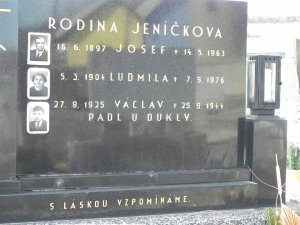 RODINA JENÍČKOVA
16.6.1897 JOSEF + 14.5.1963
5.3.1904 LUDMILA + 7.5.1976
27.8.1925 VÁCLAV + 25.9.1944
PADL U DUKLY.
S LÁSKOU VZPOMÍNÁME.